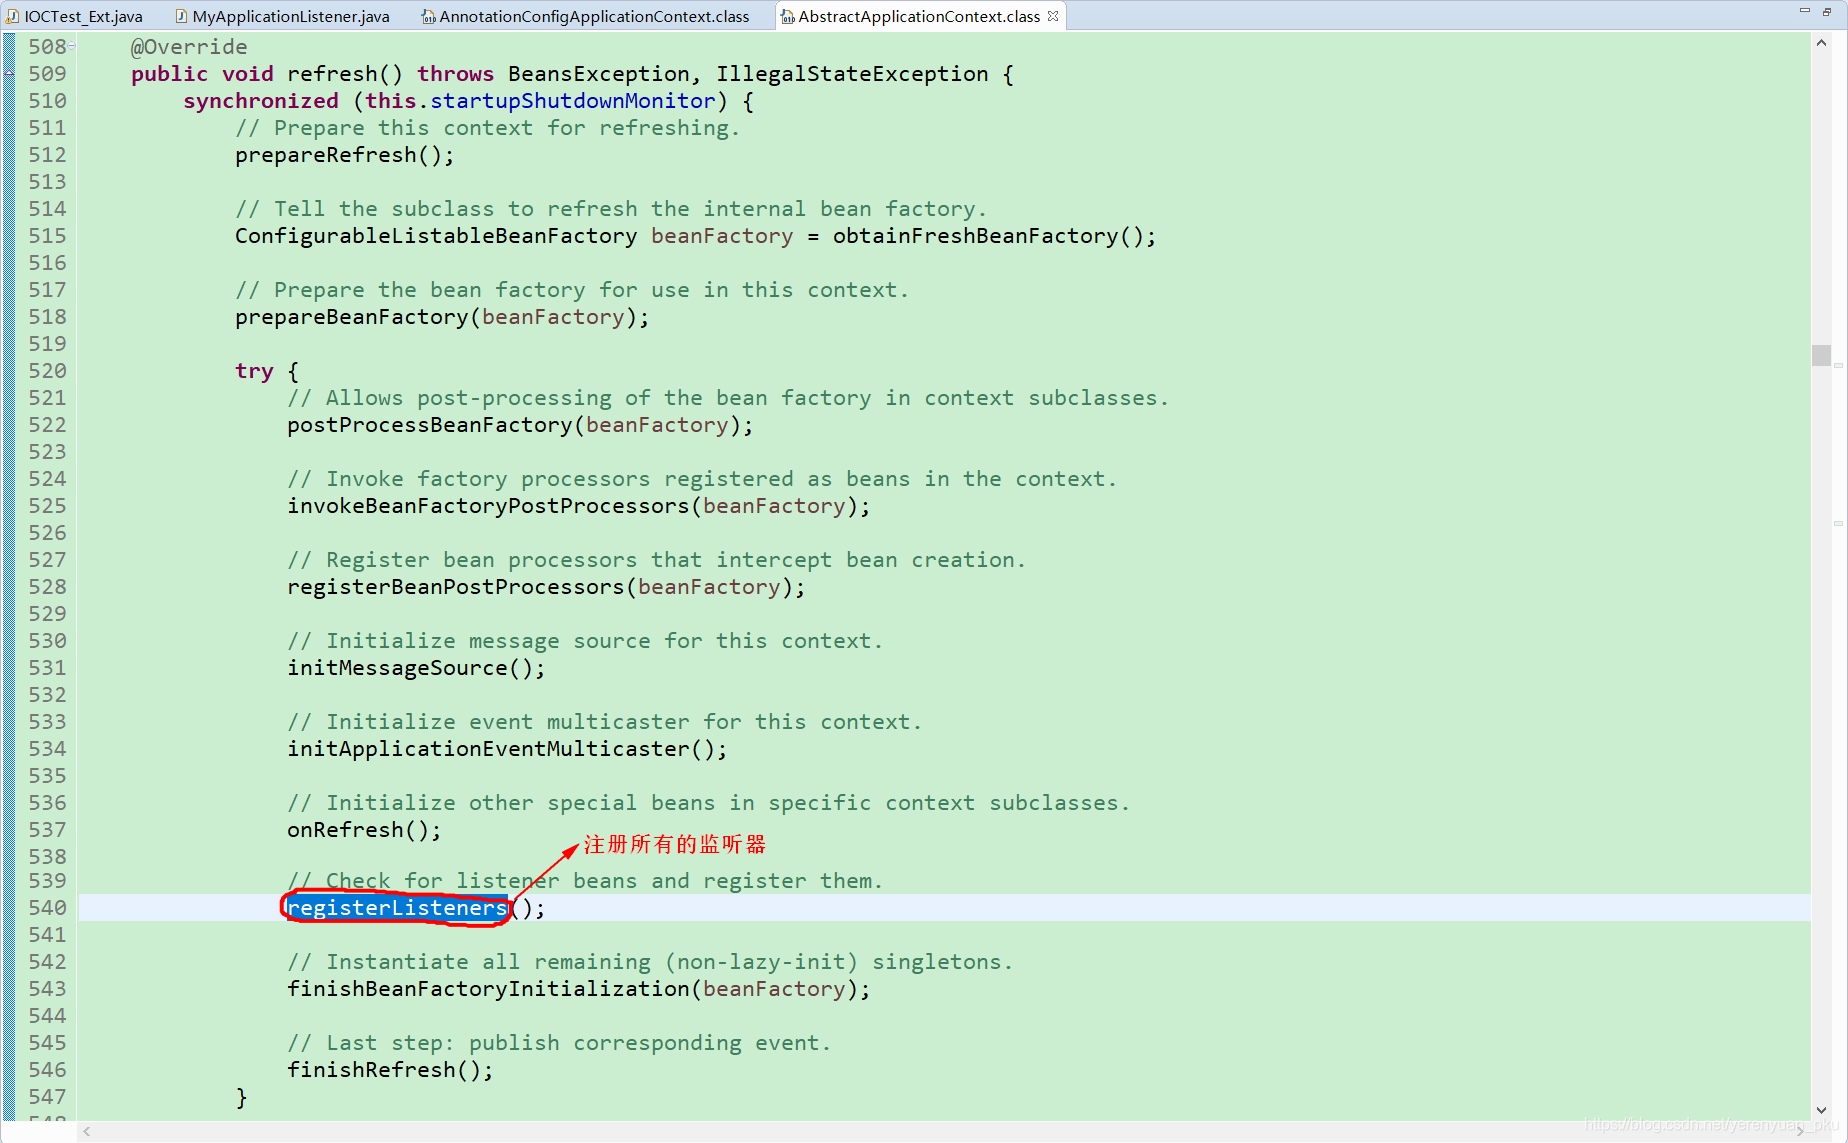 IOCTest_Ext.java MyApplicationListener.java AnnotationConfigApplicationContext.class AbstractApplicationContext.class
508 @Override
509 public void refresh() throws BeansException, IllegalStateException {
510 synchronized (this.startupShutdownMonitor) {
511 // Prepare this context for refreshing.
512 prepareRefresh();
513
514 // Tell the subclass to refresh the internal bean factory.
515 ConfigurableListableBeanFactory beanFactory = obtainFreshBeanFactory();
516
517 // Prepare the bean factory for use in this context.
518 prepareBeanFactory(beanFactory);
519
520 try {
521 // Allows post-processing of the bean factory in context subclasses.
522 postProcessBeanFactory(beanFactory);
523
524 // Invoke factory processors registered as beans in the context.
525 invokeBeanFactoryPostProcessors(beanFactory);
526
527 // Register bean processors that intercept bean creation.
528 registerBeanPostProcessors(beanFactory);
529
530 // Initialize message source for this context.
531 initMessageSource();
532
533 // Initialize event multicaster for this context.
534 initApplicationEventMulticaster();
535
536 // Initialize other special beans in specific context subclasses.
537 onRefresh();
注册所有的监听器
538
539 // Check for listener beans and register them.
540 registerListeners();
541
542 // Instantiate all remaining (non-lazy-init) singletons.
543 finishBeanFactoryInitialization(beanFactory);
544
545 // Last step: publish corresponding event.
546 finishRefresh();
547 }
https://blog.csdn.net/yerenyuan_pku